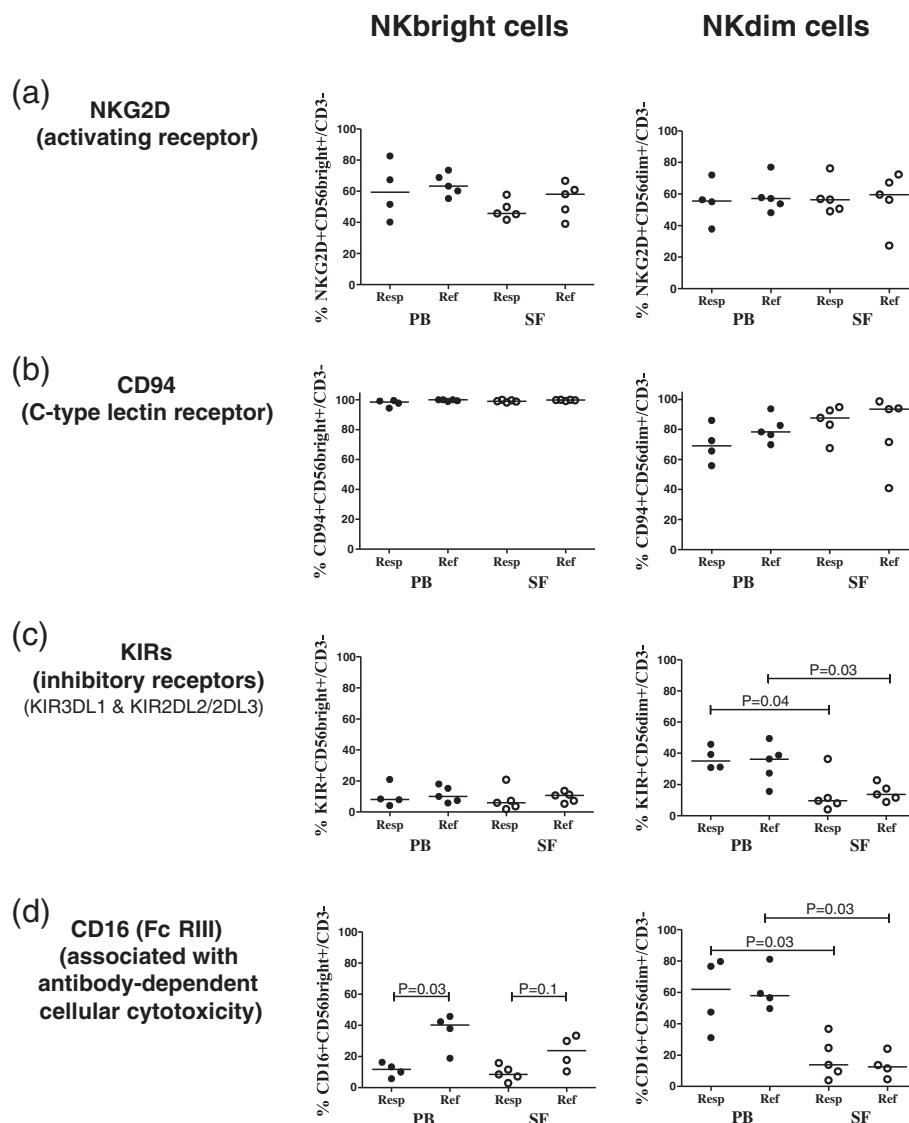 NKbright cells
NKdim cells
(a)
NKG2D
(activating receptor)
% NKG2D+CD56bright+/CD3-
100
80
60
40
20
0
Resp
Ref
Resp
Ref
PB
SF
% NKG2D+CD56dim+/CD3-
100
80
60
40
20
0
Resp
Ref
Resp
Ref
PB
SF
(b)
CD94
(C-type lectin receptor)
% CD94+CD56bright+/CD3-
100
80
60
40
20
0
Resp
Ref
Resp
Ref
PB
SF
% CD94+CD56dim+/CD3-
100
80
60
40
20
0
Resp
Ref
Resp
Ref
PB
SF
(c)
KIRs
(inhibitory receptors)
(KIR3DL1 & KIR2DL2/2DL3)
% KIR+CD56bright+/CD3-
100
80
60
40
20
0
Resp
Ref
Resp
Ref
PB
SF
% KIR+CD56dim+/CD3-
100
80
60
40
20
0
P=0.03
P=0.04
Resp
Ref
Resp
Ref
PB
SF
(d)
CD16 (Fc RIII)
(associated with
antibody-dependent
cellular cytotoxicity)
% CD16+CD56bright+/CD3-
100
80
60
40
20
0
P=0.03
P=0.1
Resp
Ref
Resp
Ref
PB
SF
%CD16+CD56dim+/CD3-
100
80
60
40
20
0
P=0.03
P=0.03
Resp
Ref
Resp
Ref
PB
SF